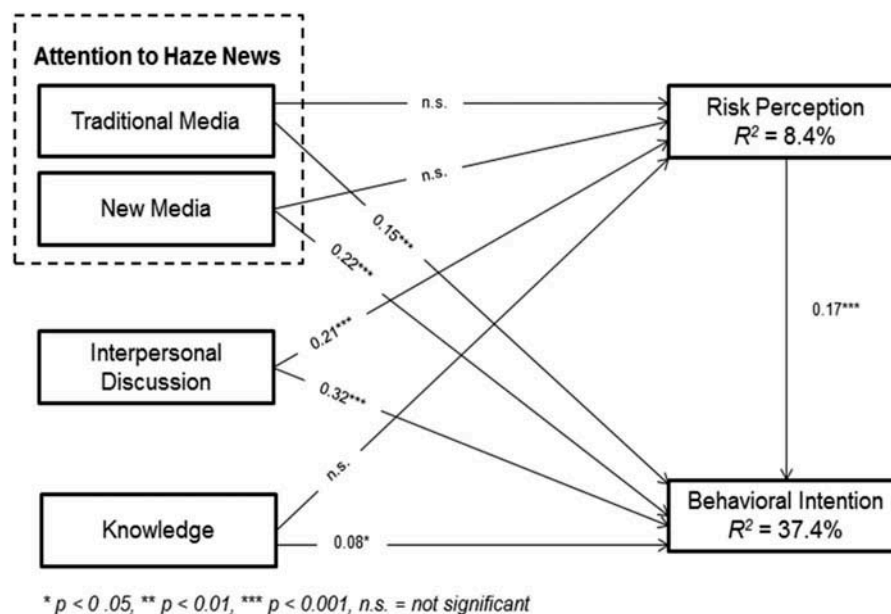 Attention to Haze News
Traditional Media
New Media
Interpersonal
Discussion
Knowledge
n.s.
n.s.
0.15***
0.22***
0.21***
0.32***
n.s.
0.08*
Risk Perception
R² = 8.4%
0.17***
Behavioral Intention
R² = 37.4%
* p < 0 .05, ** p < 0.01, *** p < 0.001, n.s. = not significant